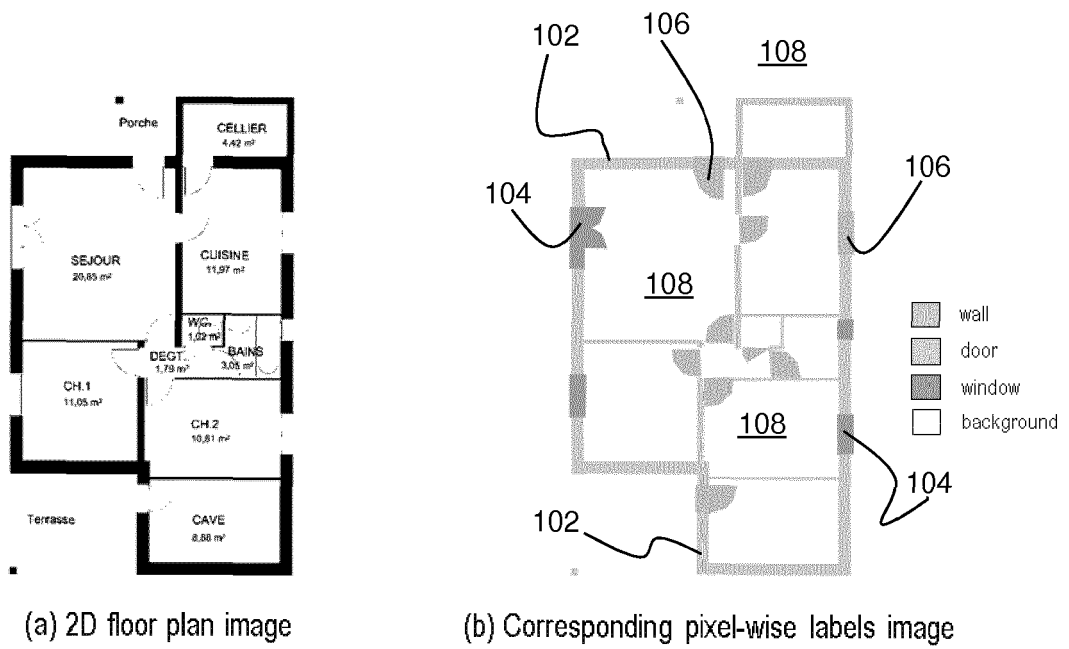 Porche
CELLIER
4,42 m²
SEJOUR
20,85 m²
CUISINE
11,97 m²
WC
1,02 m²
DEGT.
1,79 m²
BAINS
3,05 m²
CH.1
11,05 m²
CH.2
10,81 m²
Terrasse
CAVE
8,88 m²
(a) 2D floor plan image
102
106
108
104
106
108
108
104
102
wall
door
window
background
(b) Corresponding pixel-wise labels image